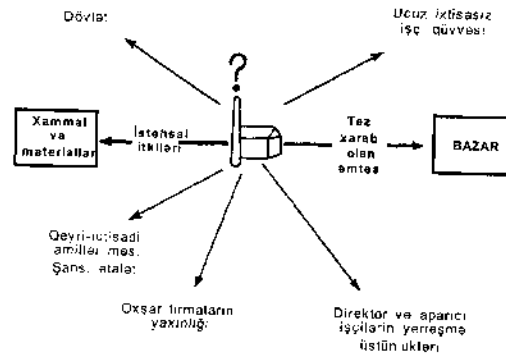 Dövlət
Ucuz ixtisasız
işçi qüvvəsi
?
Xammal
və
materiallar
İstehsal
itkiləri
Tez
xarab
olan
əmtəə
BAZAR
Qeyri-iqtisadi
amillər məs.
Şans, ətalət
Oxşar firmaların
yaxınlığı
Direktor və aparıcı
işçilərin yerləşmə
üstünlükləri